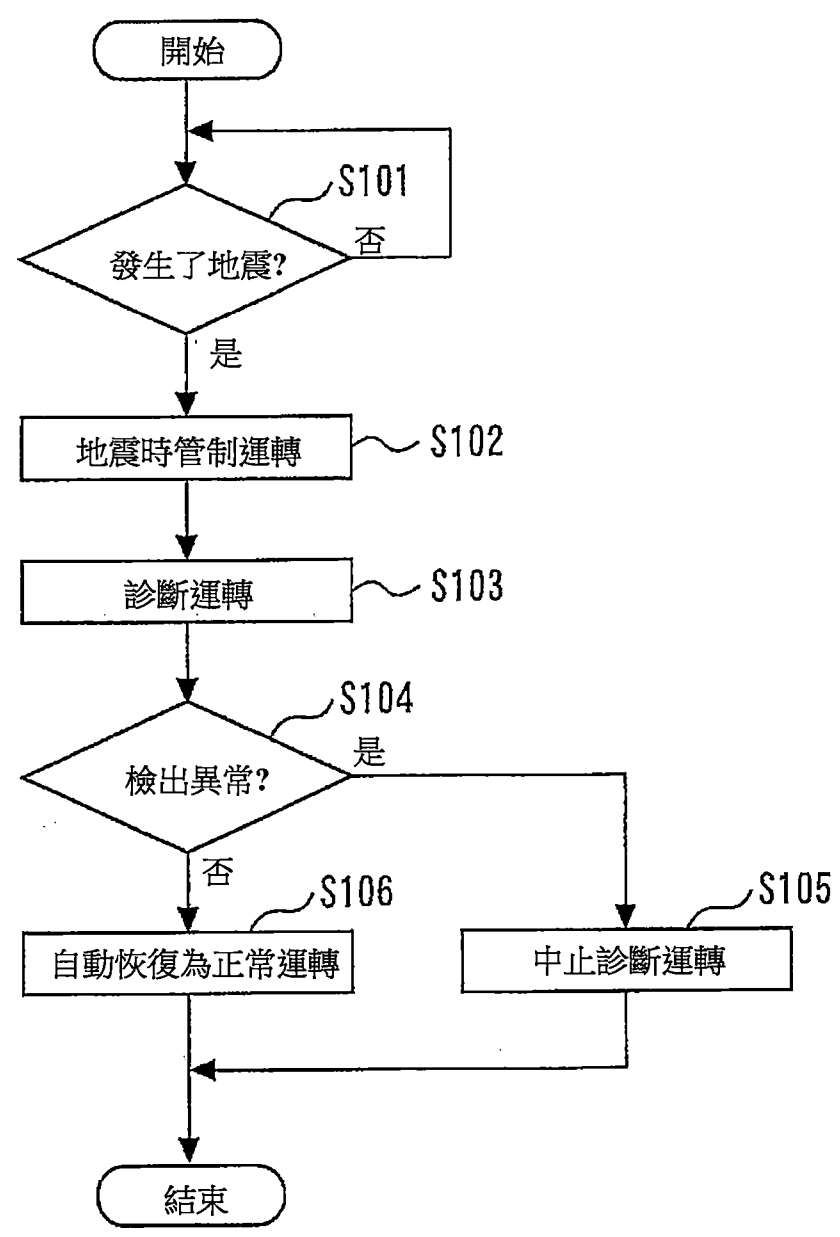 開始
S101
發生了地震?
否
是
地震時管制運轉
S102
診斷運轉
S103
S104
檢出異常?
是
否
S106
S105
自動恢復為正常運轉
中止診斷運轉
結束